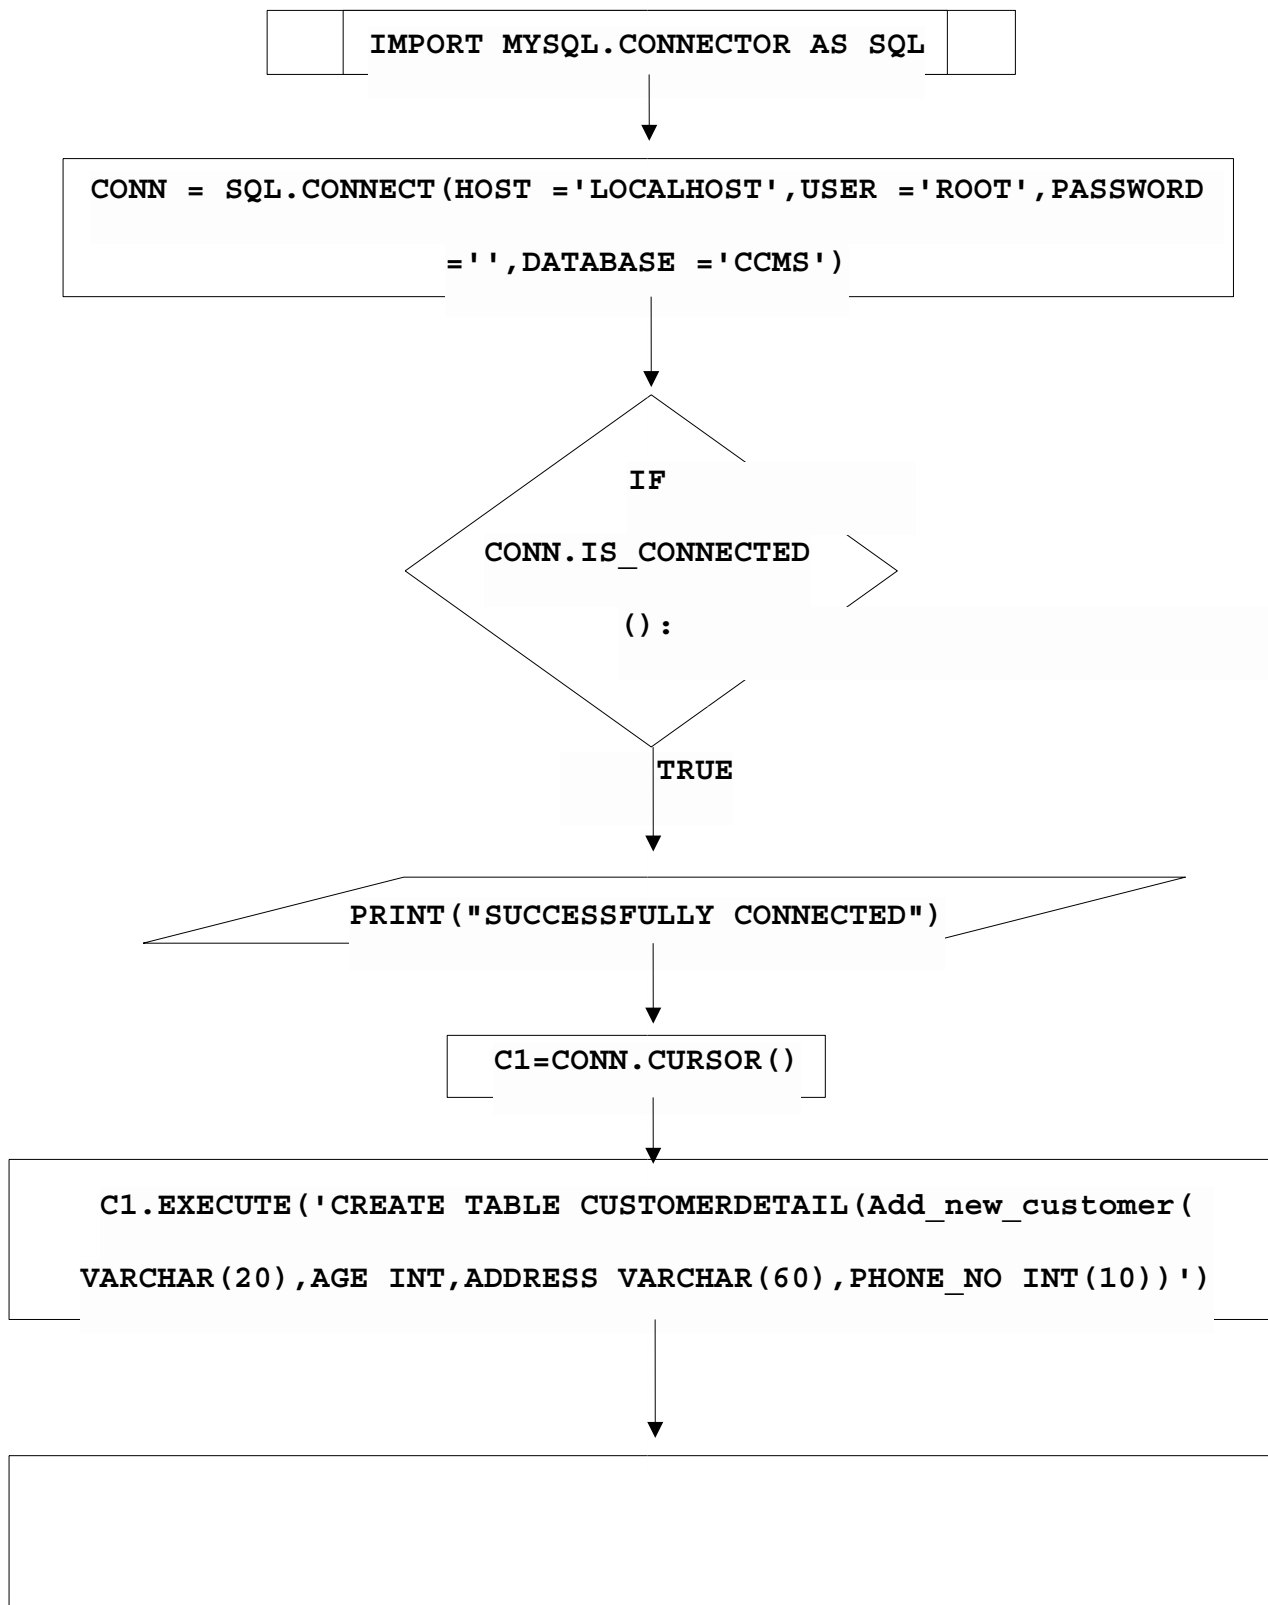 IMPORT MYSQL.CONNECTOR AS SQL
CONN = SQL.CONNECT(HOST ='LOCALHOST',USER ='ROOT',PASSWORD
='',DATABASE ='CCMS')
IF
CONN.IS_CONNECTED
():
TRUE
PRINT("SUCCESSFULLY CONNECTED")
C1=CONN.CURSOR()
C1.EXECUTE('CREATE TABLE CUSTOMERDETAIL(Add_new_customer(
VARCHAR(20),AGE INT,ADDRESS VARCHAR(60),PHONE_NO INT(10))')